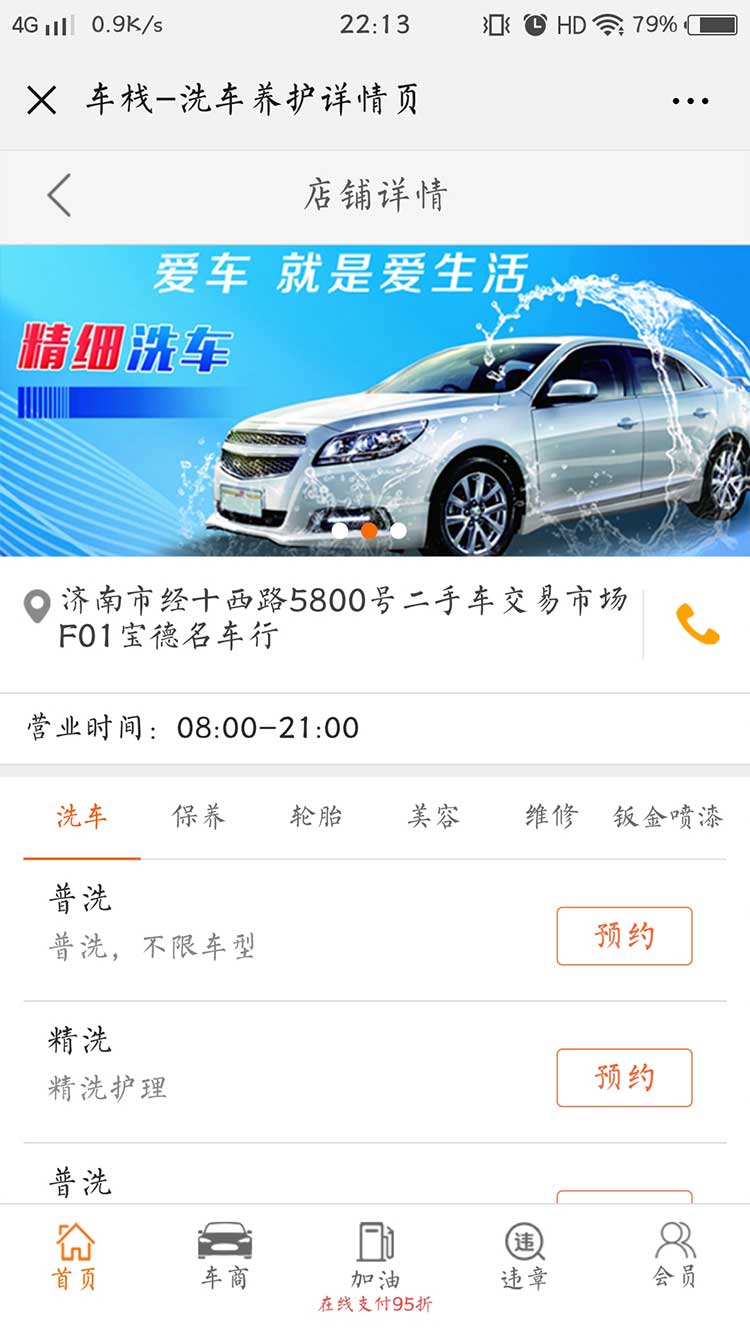 4G 0.9K/s 22:13 HD 79%
车栈-洗车养护详情页
店铺详情
爱车 就是爱生活
精细洗车
济南市经十西路5800号二手车交易市场
F01宝德名车行
营业时间：08:00-21:00
洗车 保养 轮胎 美容 维修 钣金喷漆
普洗
普洗，不限车型
预约
精洗
精洗护理
预约
普洗
首页 车商 加油 违 违章 会员
在线支付95折